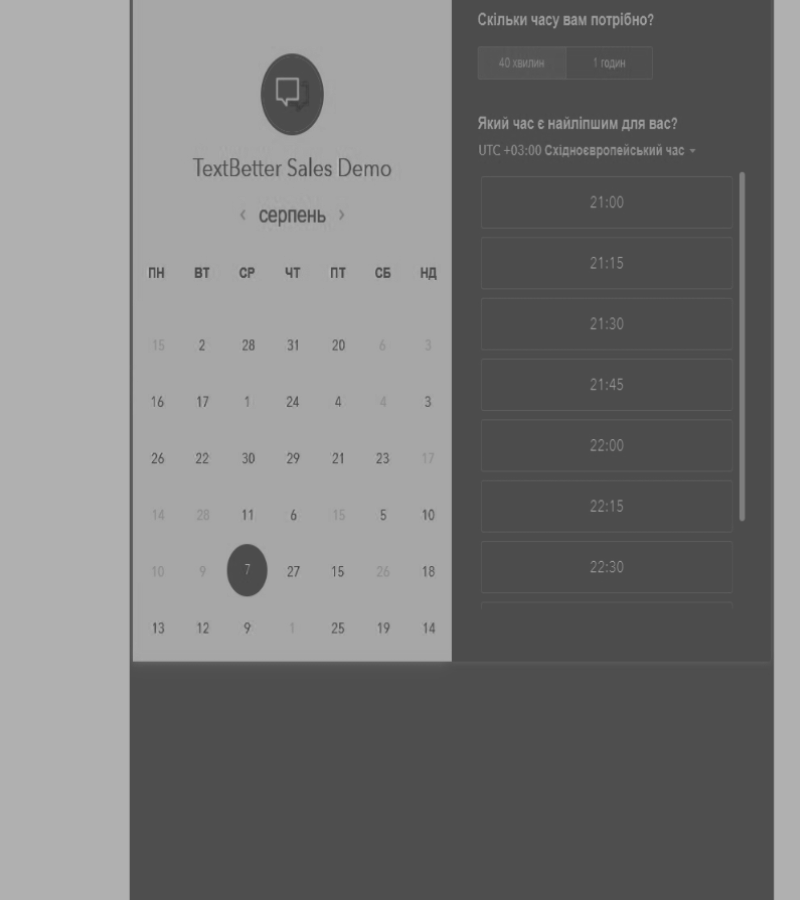 TextBetter Sales Demo
‹ серпень ›
ПН ВТ СР ЧТ ПТ СБ НД
15 2 28 31 20 6 3
16 17 1 24 4 4 3
26 22 30 29 21 23 17
14 28 11 6 15 5 10
10 9 7 27 15 26 18
13 12 9 1 25 19 14
Скільки часу вам потрібно?
40 хвилин 1 годин
Який час є найліпшим для вас?
UTC +03:00 Східноєвропейський час
21:00
21:15
21:30
21:45
22:00
22:15
22:30